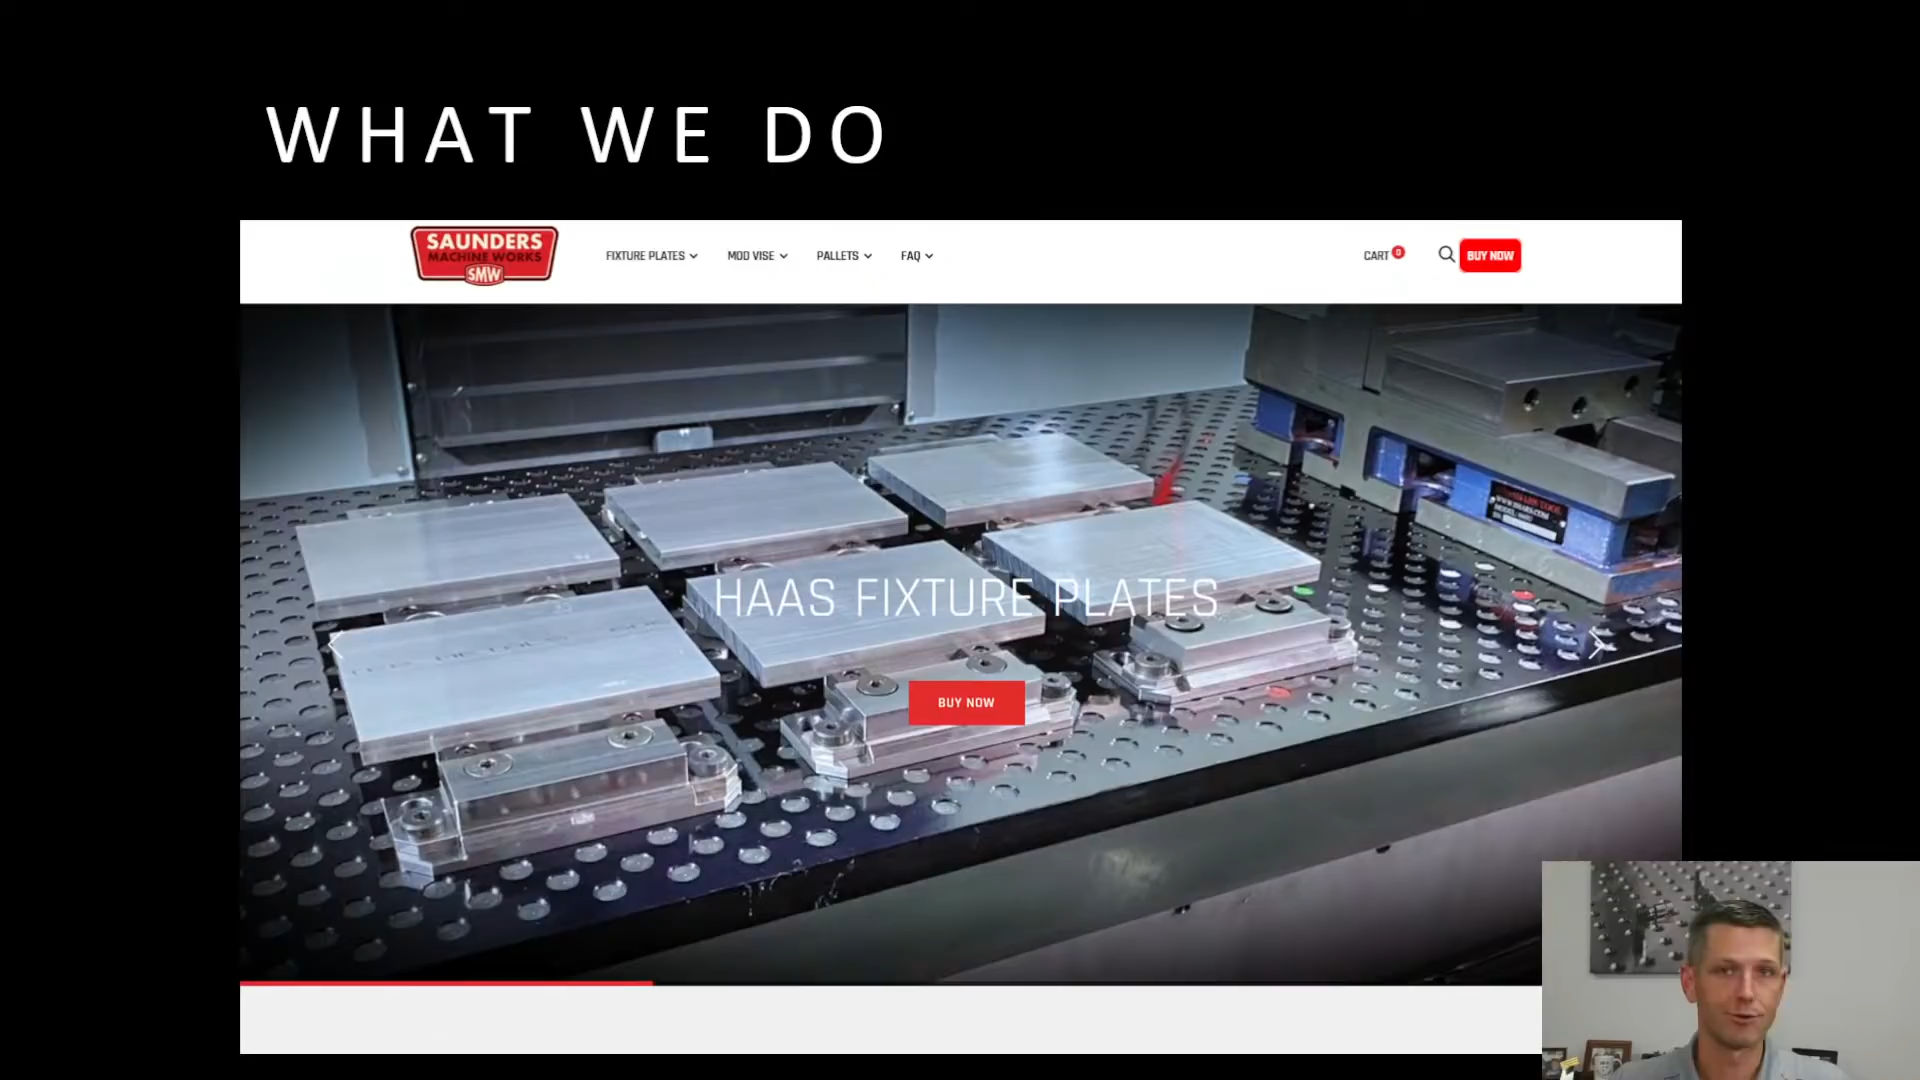 WHAT WE DO
SAUNDERS
MACHINE WORKS
SMW
FIXTURE PLATES
MOD VISE
PALLETS
FAQ
CART 0
BUY NOW
HAAS FIXTURE PLATES
BUY NOW